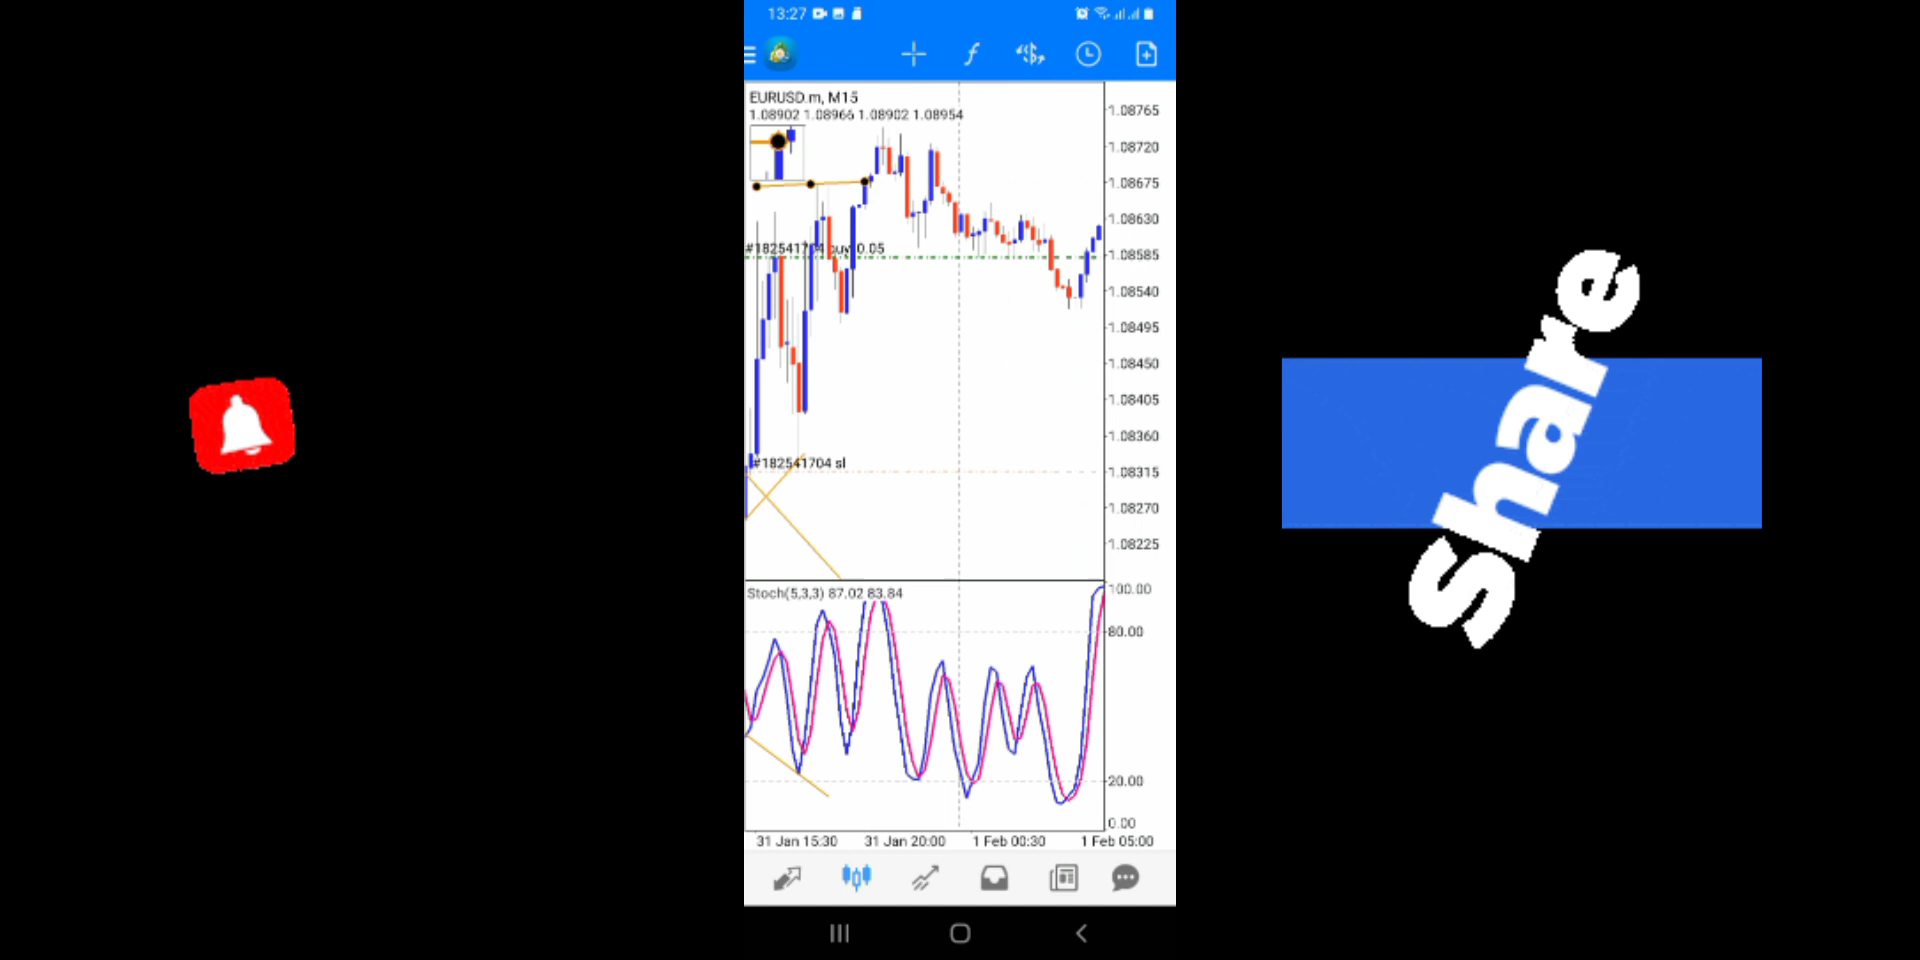 13:27
EURUSD.m, M15
1.08902 1.08966 1.08902 1.08954
1.08765
1.08720
1.08675
1.08630
#182541704 buy 0.05
1.08585
1.08540
1.08495
1.08450
1.08405
1.08360
#182541704 sl
1.08315
1.08270
1.08225
Stoch(5,3,3) 87.02 83.84
100.00
80.00
20.00
0.00
31 Jan 15:30 31 Jan 20:00 1 Feb 00:30 1 Feb 05:00
Share